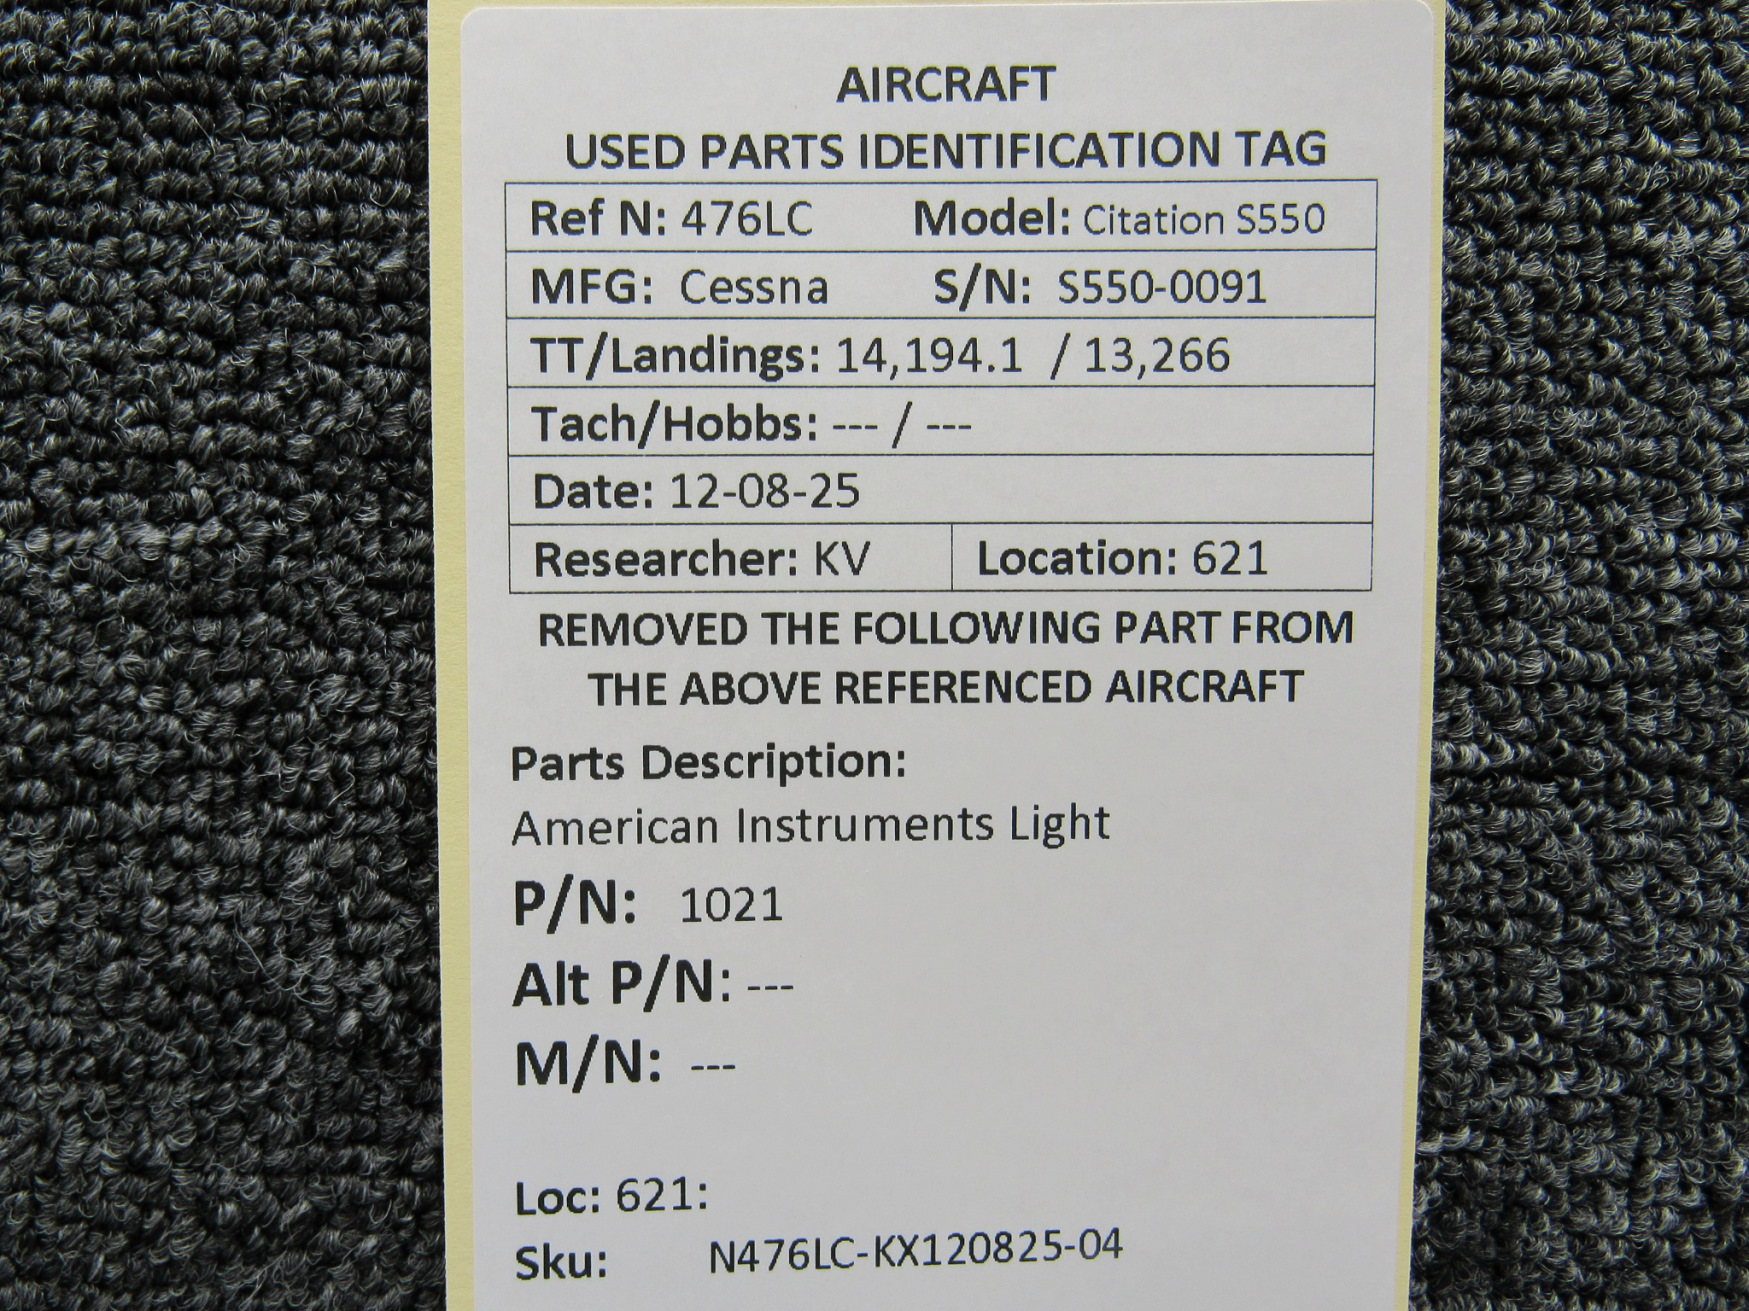 AIRCRAFT
USED PARTS IDENTIFICATION TAG
Ref N: 476LC Model: Citation S550
MFG: Cessna S/N: S550-0091
TT/Landings: 14,194.1 / 13,266
Tach/Hobbs: --- / ---
Date: 12-08-25
Researcher: KV Location: 621
REMOVED THE FOLLOWING PART FROM
THE ABOVE REFERENCED AIRCRAFT
Parts Description:
American Instruments Light
P/N: 1021
Alt P/N: ---
M/N: ---
Loc: 621:
Sku: N476LC-KX120825-04